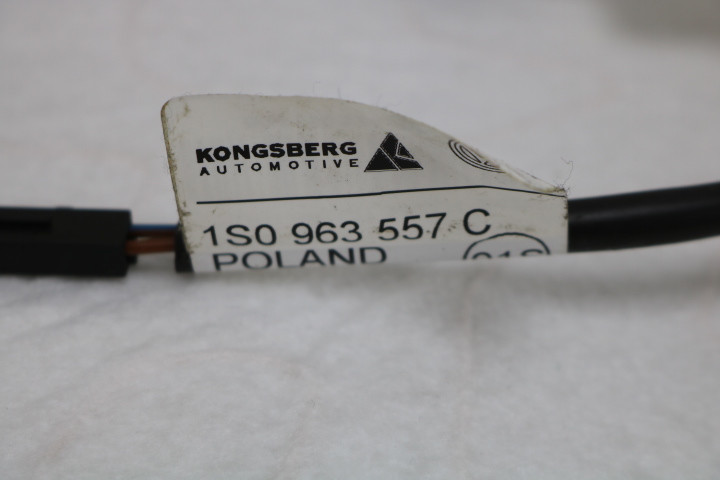 KONGSBERG
AUTOMOTIVE
1S0 963 557 C
POLAND